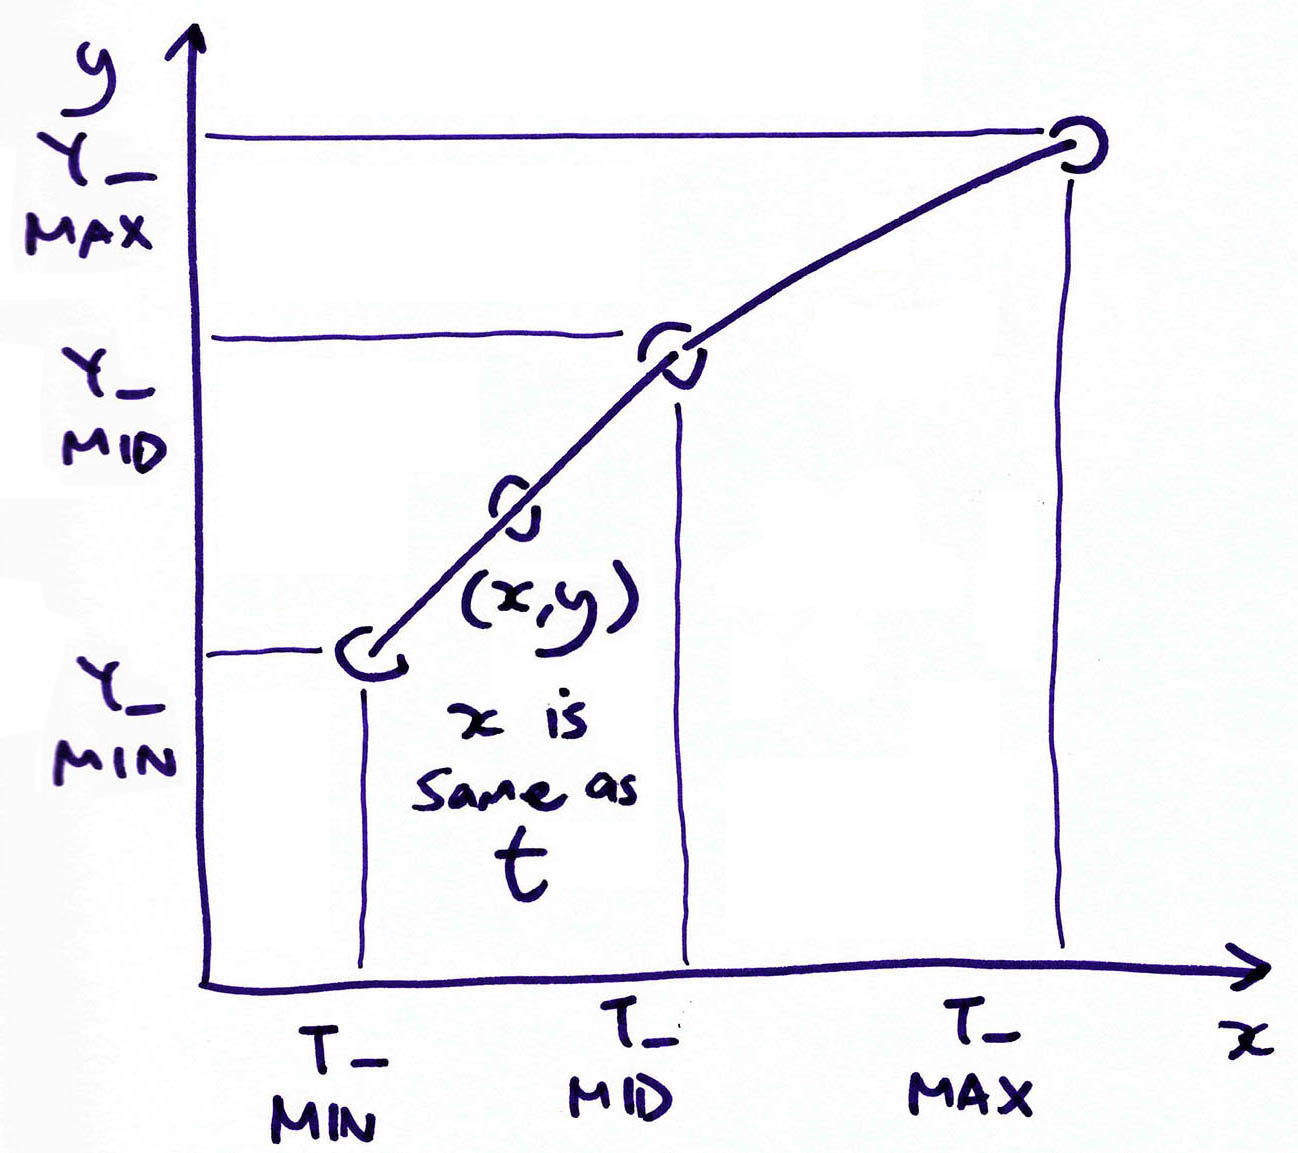 y
Y_
MAX
Y_
MID
(x,y)
Y_
MIN
x is
same as
t
T_
MIN
T_
MID
T_
MAX
x